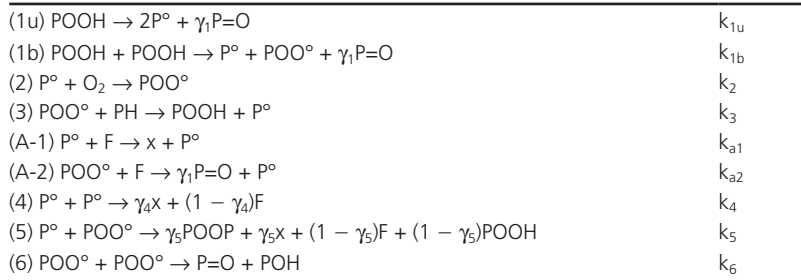 (1u) POOH → 2P° + γ₁P=O k₁ᵤ
(1b) POOH + POOH → P° + POO° + γ₁P=O k₁b
(2) P° + O₂ → POO° k₂
(3) POO° + PH → POOH + P° k₃
(A-1) P° + F → x + P° kₐ₁
(A-2) POO° + F → γ₁P=O + P° kₐ₂
(4) P° + P° → γ₄x + (1 − γ₄)F k₄
(5) P° + POO° → γ₅POOP + γ₅x + (1 − γ₅)F + (1 − γ₅)POOH k₅
(6) POO° + POO° → P=O + POH k₆